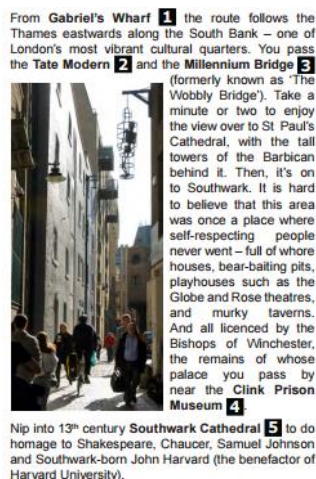 From Gabriel's Wharf 1 the route follows the
Thames eastwards along the South Bank – one of
London's most vibrant cultural quarters. You pass
the Tate Modern 2 and the Millennium Bridge 3
(formerly known as 'The
Wobbly Bridge'). Take a
minute or two to enjoy
the view over to St Paul's
Cathedral, with the tall
towers of the Barbican
behind it. Then, it's on
to Southwark. It is hard
to believe that this area
was once a place where
self-respecting people
never went – full of whore
houses, bear-baiting pits,
playhouses such as the
Globe and Rose theatres,
and murky taverns.
And all licenced by the
Bishops of Winchester,
the remains of whose
palace you pass by
near the Clink Prison
Museum 4.
Nip into 13th century Southwark Cathedral 5 to do
homage to Shakespeare, Chaucer, Samuel Johnson
and Southwark-born John Harvard (the benefactor of
Harvard University).